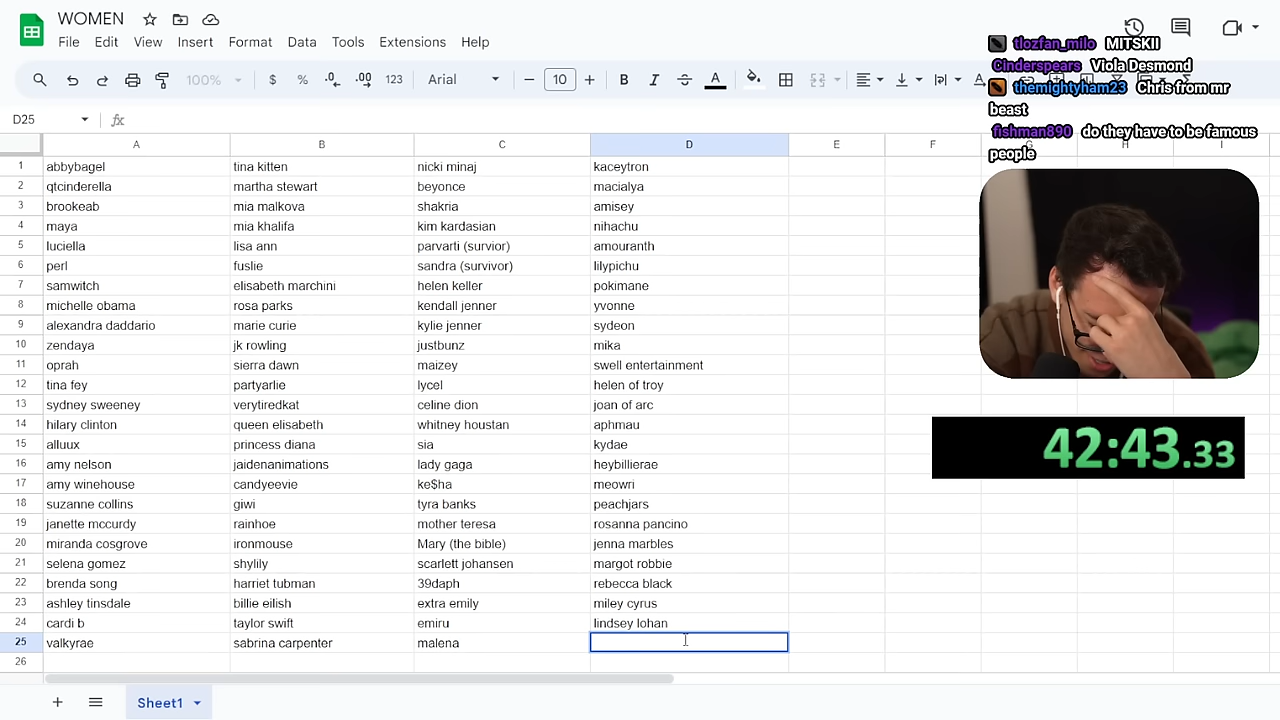 WOMEN
File Edit View Insert Format Data Tools Extensions Help
100% $ % .0 .00 123 Arial 10 B I S A
D25 fx
tlozfan_milo MITSKII
Cinderspears Viola Desmond
themightyham23 Chris from mr
beast
fishman890 do they have to be famous
people
A B C D E F G H I
1 abbybagel tina kitten nicki minaj kaceytron
2 qtcinderella martha stewart beyonce macialya
3 brookeab mia malkova shakria amisey
4 maya mia khalifa kim kardasian nihachu
5 luciella lisa ann parvarti (survior) amouranth
6 perl fuslie sandra (survivor) lilypichu
7 samwitch elisabeth marchini helen keller pokimane
8 michelle obama rosa parks kendall jenner yvonne
9 alexandra daddario marie curie kylie jenner sydeon
10 zendaya jk rowling justbunz mika
11 oprah sierra dawn maizey swell entertainment
12 tina fey partyarlie lycel helen of troy
13 sydney sweeney verytiredkat celine dion joan of arc
14 hilary clinton queen elisabeth whitney houstan aphmau
15 alluux princess diana sia kydae
16 amy nelson jaidenanimations lady gaga heybillierae
17 amy winehouse candyeevie ke$ha meowri
18 suzanne collins giwi tyra banks peachjars
19 janette mccurdy rainhoe mother teresa rosanna pancino
20 miranda cosgrove ironmouse Mary (the bible) jenna marbles
21 selena gomez shylily scarlett johansen margot robbie
22 brenda song harriet tubman 39daph rebecca black
23 ashley tinsdale billie eilish extra emily miley cyrus
24 cardi b taylor swift emiru lindsey lohan
25 valkyrae sabrina carpenter malena
26
42:43.33
Sheet1